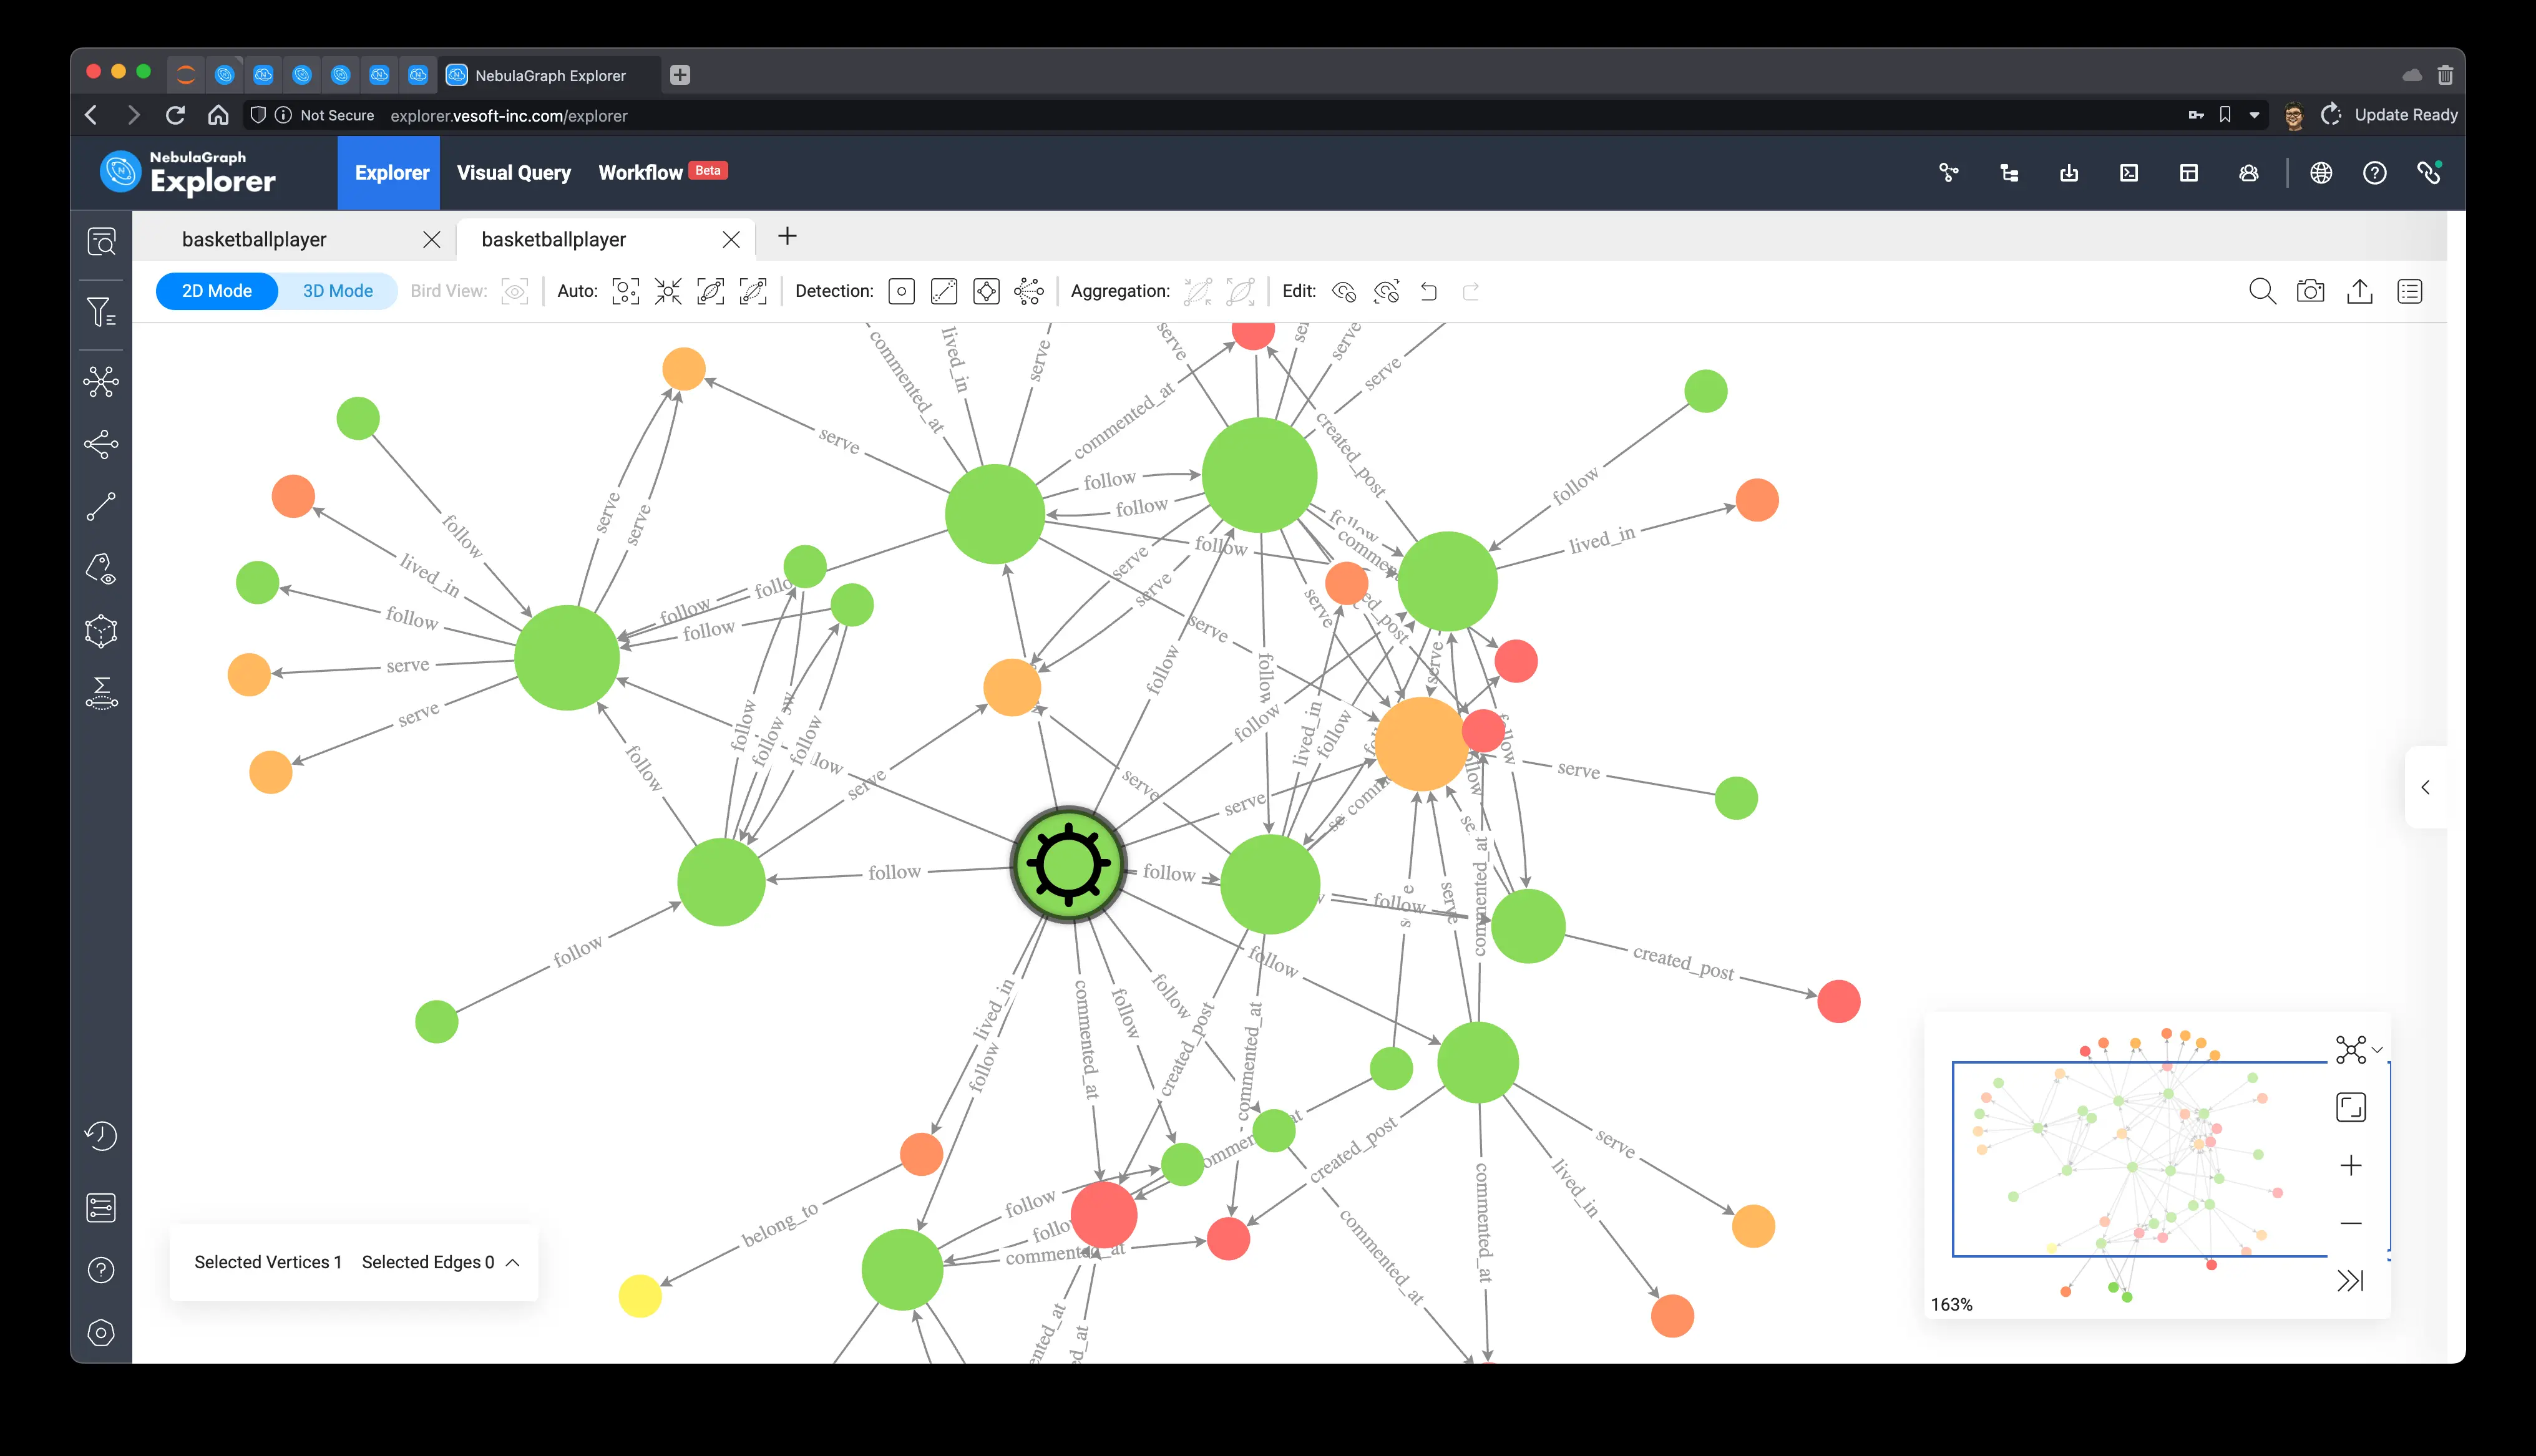 NebulaGraph Explorer
Not Secure explorer.vesoft-inc.com/explorer Update Ready
NebulaGraph
Explorer
Explorer Visual Query Workflow Beta
basketballplayer basketballplayer
2D Mode 3D Mode Bird View: Auto: Detection: Aggregation: Edit:
commented_at lived_in serve serve serve serve
commented_at
created_post
serve
follow
follow
follow
lived_in
serve
serve
follow
follow
follow
lived_in
follow
follow
serve
serve
follow
follow
serve
serve
serve
serve
follow
follow
serve
lived_in
follow
follow
follow
follow
follow
follow
serve
serve
serve
serve
follow
follow
follow
serve
commented_at
follow
created_post
follow
follow
lived_in
follow
commented_at
follow
follow
created_post
commented_at
created_post
serve
lived_in
commented_at
commented_at
follow
commented_at
belong_to
Selected Vertices 1 Selected Edges 0
163%